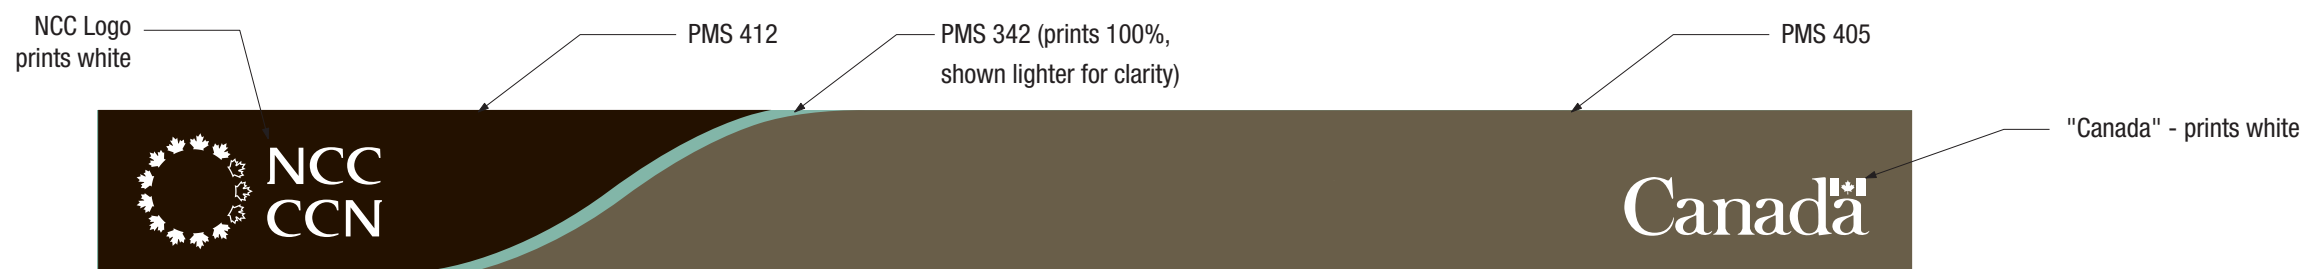 NCC Logo
prints white
PMS 412
PMS 342 (prints 100%,
shown lighter for clarity)
PMS 405
"Canada" - prints white
NCC
CCN
Canada